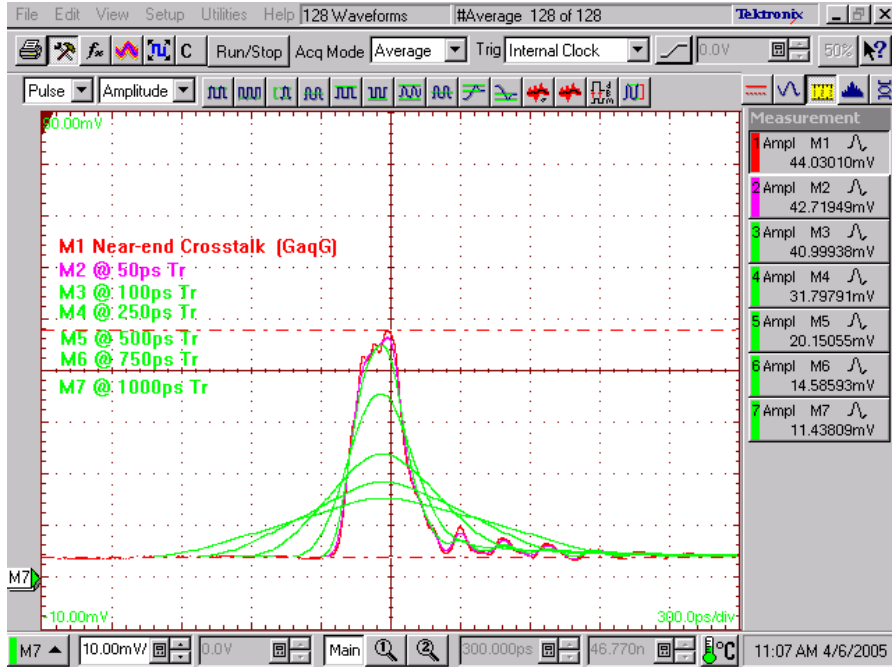 File Edit View Setup Utilities Help 128 Waveforms #Average 128 of 128 Tektronix
C Run/Stop Acq Mode Average Trig Internal Clock 0.0V 50%
Pulse Amplitude
90.00mV
Measurement
1 Ampl M1
44.03010mV
2 Ampl M2
42.71949mV
3 Ampl M3
40.99938mV
4 Ampl M4
31.79791mV
5 Ampl M5
20.15055mV
6 Ampl M6
14.58593mV
7 Ampl M7
11.43809mV
M1 Near-end Crosstalk (GaqG)
M2 @ 50ps Tr
M3 @ 100ps Tr
M4 @ 250ps Tr
M5 @ 500ps Tr
M6 @ 750ps Tr
M7 @ 1000ps Tr
M7
-10.00mV
300.0ps/div
M7 10.00mV/ 0.0V Main 1 2 300.000ps 46.770n °C 11:07 AM 4/6/2005